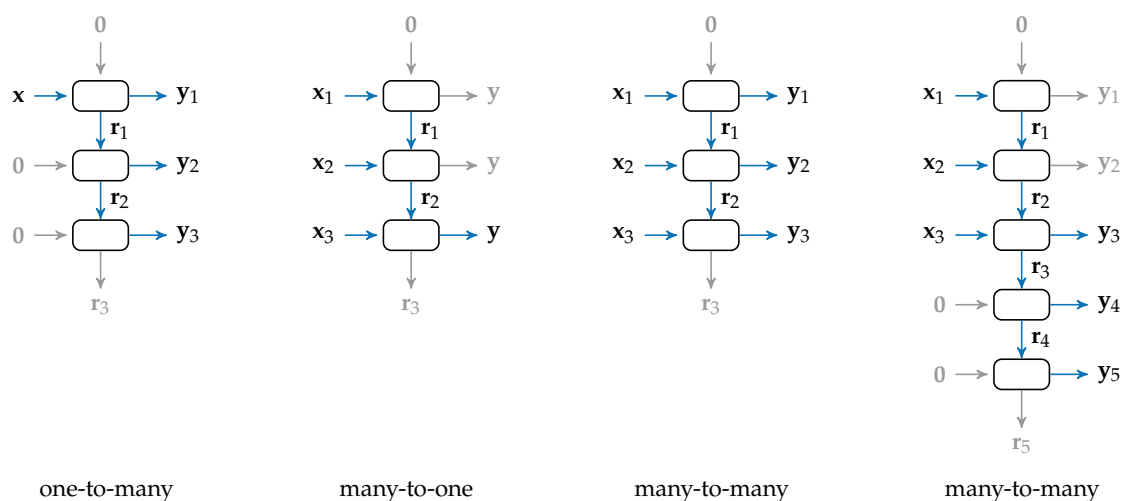 0 0 0 0
x y₁ x₁ y x₁ y₁ x₁ y₁
r₁ r₁ r₁ r₁
0 y₂ x₂ y x₂ y₂ x₂ y₂
r₂ r₂ r₂ r₂
0 y₃ x₃ y x₃ y₃ x₃ y₃
r₃
r₃ r₃ r₃ 0 y₄
r₄
0 y₅
r₅
one-to-many many-to-one many-to-many many-to-many